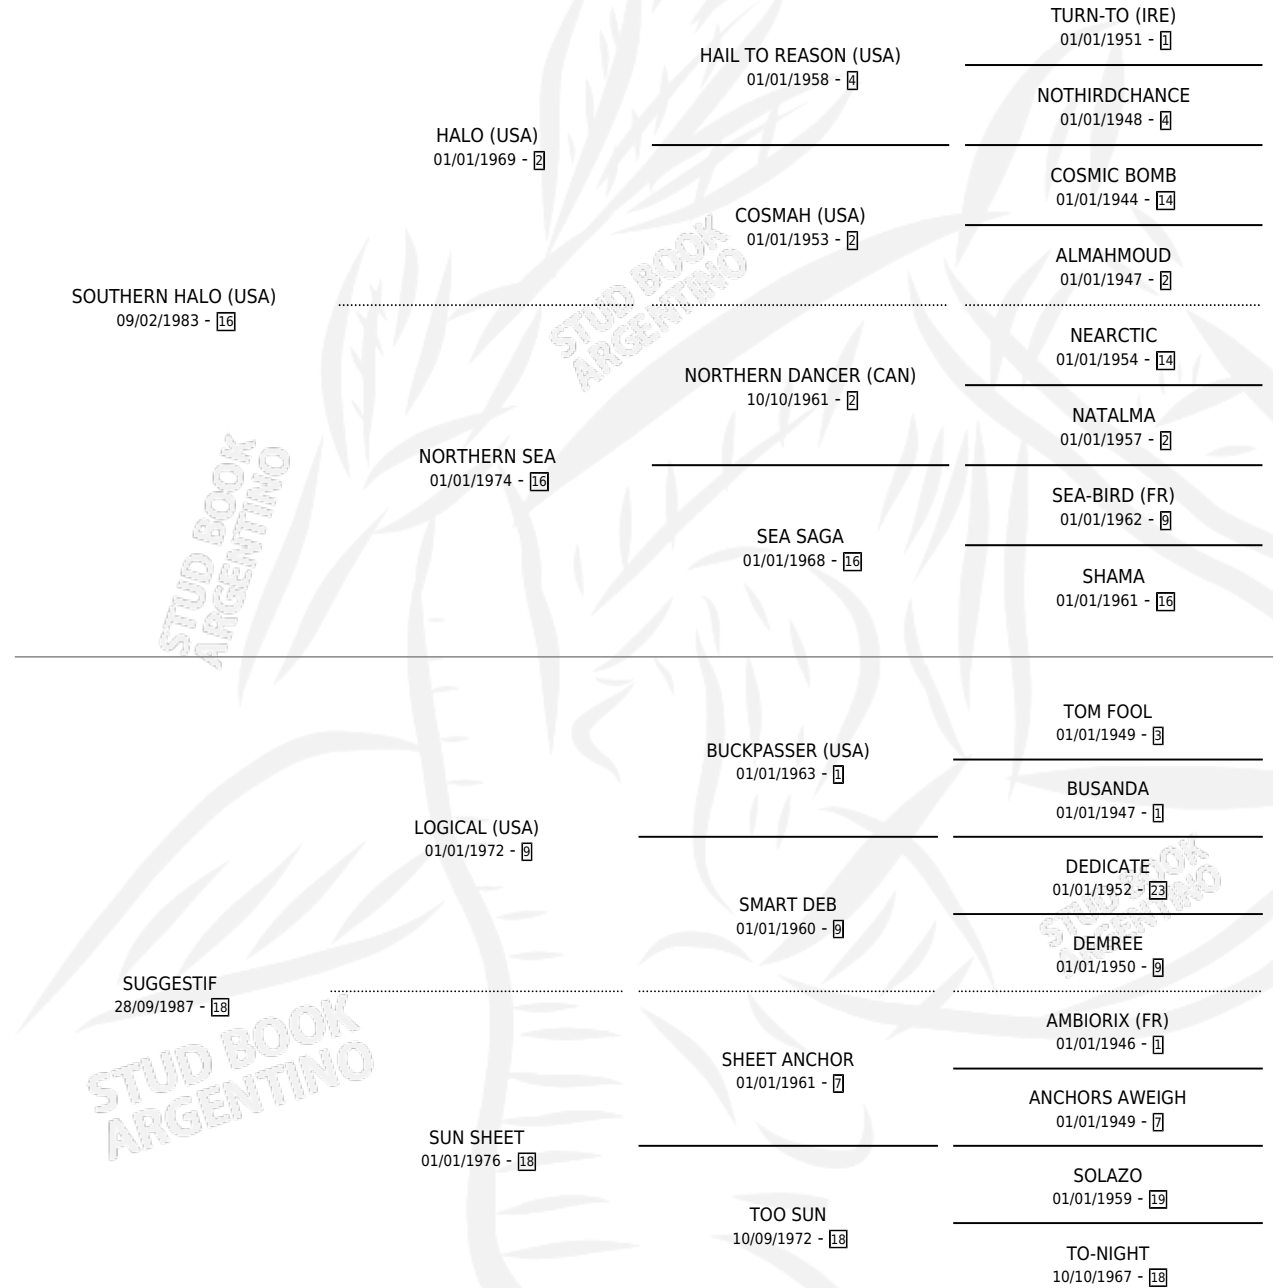 TURN-TO (IRE)
01/01/1951 - 1
HAIL TO REASON (USA)
01/01/1958 - 4
NOTHIRDCHANCE
01/01/1948 - 4
HALO (USA)
01/01/1969 - 2
COSMIC BOMB
01/01/1944 - 14
COSMAH (USA)
01/01/1953 - 2
ALMAHMOUD
01/01/1947 - 2
SOUTHERN HALO (USA)
09/02/1983 - 16
NEARCTIC
01/01/1954 - 14
NORTHERN DANCER (CAN)
10/10/1961 - 2
NATALMA
01/01/1957 - 2
NORTHERN SEA
01/01/1974 - 16
SEA-BIRD (FR)
01/01/1962 - 9
SEA SAGA
01/01/1968 - 16
SHAMA
01/01/1961 - 16
TOM FOOL
01/01/1949 - 3
BUCKPASSER (USA)
01/01/1963 - 1
BUSANDA
01/01/1947 - 1
LOGICAL (USA)
01/01/1972 - 9
DEDICATE
01/01/1952 - 23
SMART DEB
01/01/1960 - 9
DEMREE
01/01/1950 - 9
SUGGESTIF
28/09/1987 - 18
AMBIORIX (FR)
01/01/1946 - 1
SHEET ANCHOR
01/01/1961 - 7
ANCHORS AWEIGH
01/01/1949 - 7
SUN SHEET
01/01/1976 - 18
SOLAZO
01/01/1959 - 19
TOO SUN
10/09/1972 - 18
TO-NIGHT
10/10/1967 - 18
STUD BOOK
ARGENTINO
STUD BOOK
ARGENTINO
STUD BOOK
ARGENTINO
STUD BOOK
ARGENTINO